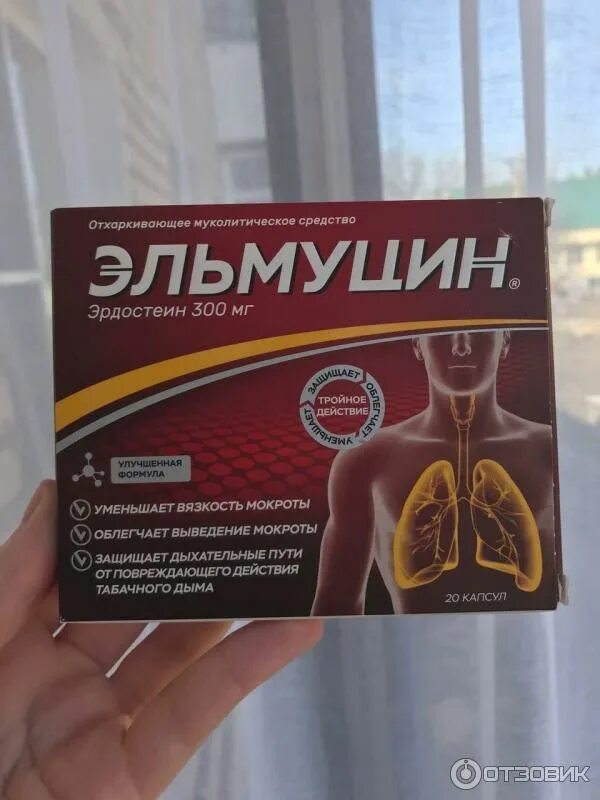 Отхаркивающее муколитическое средство
ЭЛЬМУЦИН®
Эрдостеин 300 мг
ЗАЩИЩАЕТ
ОБЛЕГЧАЕТ
УМЕНЬШАЕТ
ТРОЙНОЕ
ДЕЙСТВИЕ
УЛУЧШЕННАЯ
ФОРМУЛА
УМЕНЬШАЕТ ВЯЗКОСТЬ МОКРОТЫ
ОБЛЕГЧАЕТ ВЫВЕДЕНИЕ МОКРОТЫ
ЗАЩИЩАЕТ ДЫХАТЕЛЬНЫЕ ПУТИ
ОТ ПОВРЕЖДАЮЩЕГО ДЕЙСТВИЯ
ТАБАЧНОГО ДЫМА
20 КАПСУЛ
ОТЗОВИК